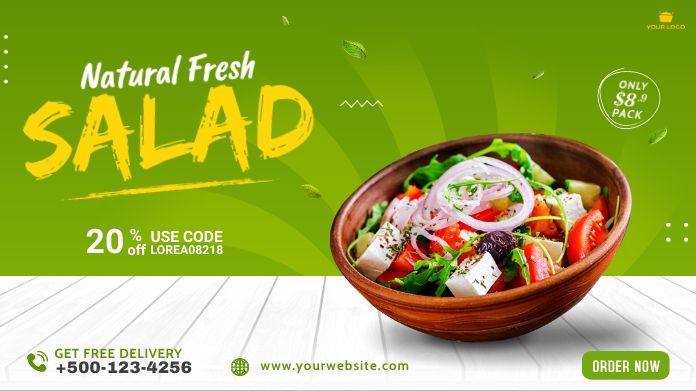 YOUR LOGO
Natural Fresh
SALAD
ONLY
$8.9
PACK
20 % off
USE CODE
LOREA08218
GET FREE DELIVERY
+500-123-4256
www.yourwebsite.com
ORDER NOW